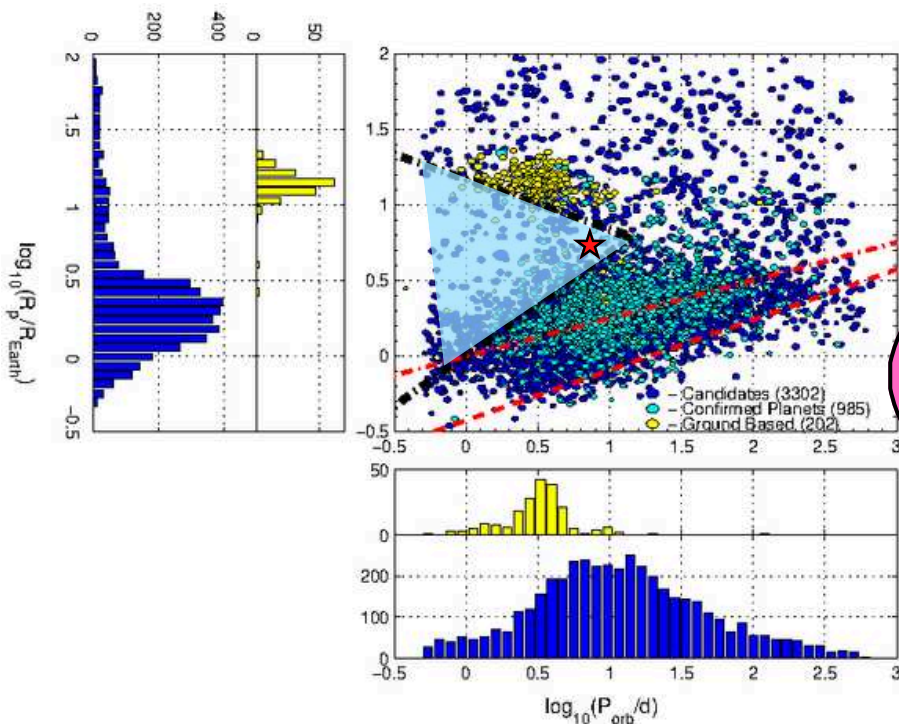 0 200 400
0 50
2
1.5
1
0.5
0
−0.5
log10(Rp/REarth)
2
1.5
1
0.5
0
−0.5
− Candidates (3302)
− Confirmed Planets (985)
− Ground Based (202)
−0.5 0 0.5 1 1.5 2 2.5 3
50
0
200
100
0
−0.5 0 0.5 1 1.5 2 2.5 3
log10(Porb/d)